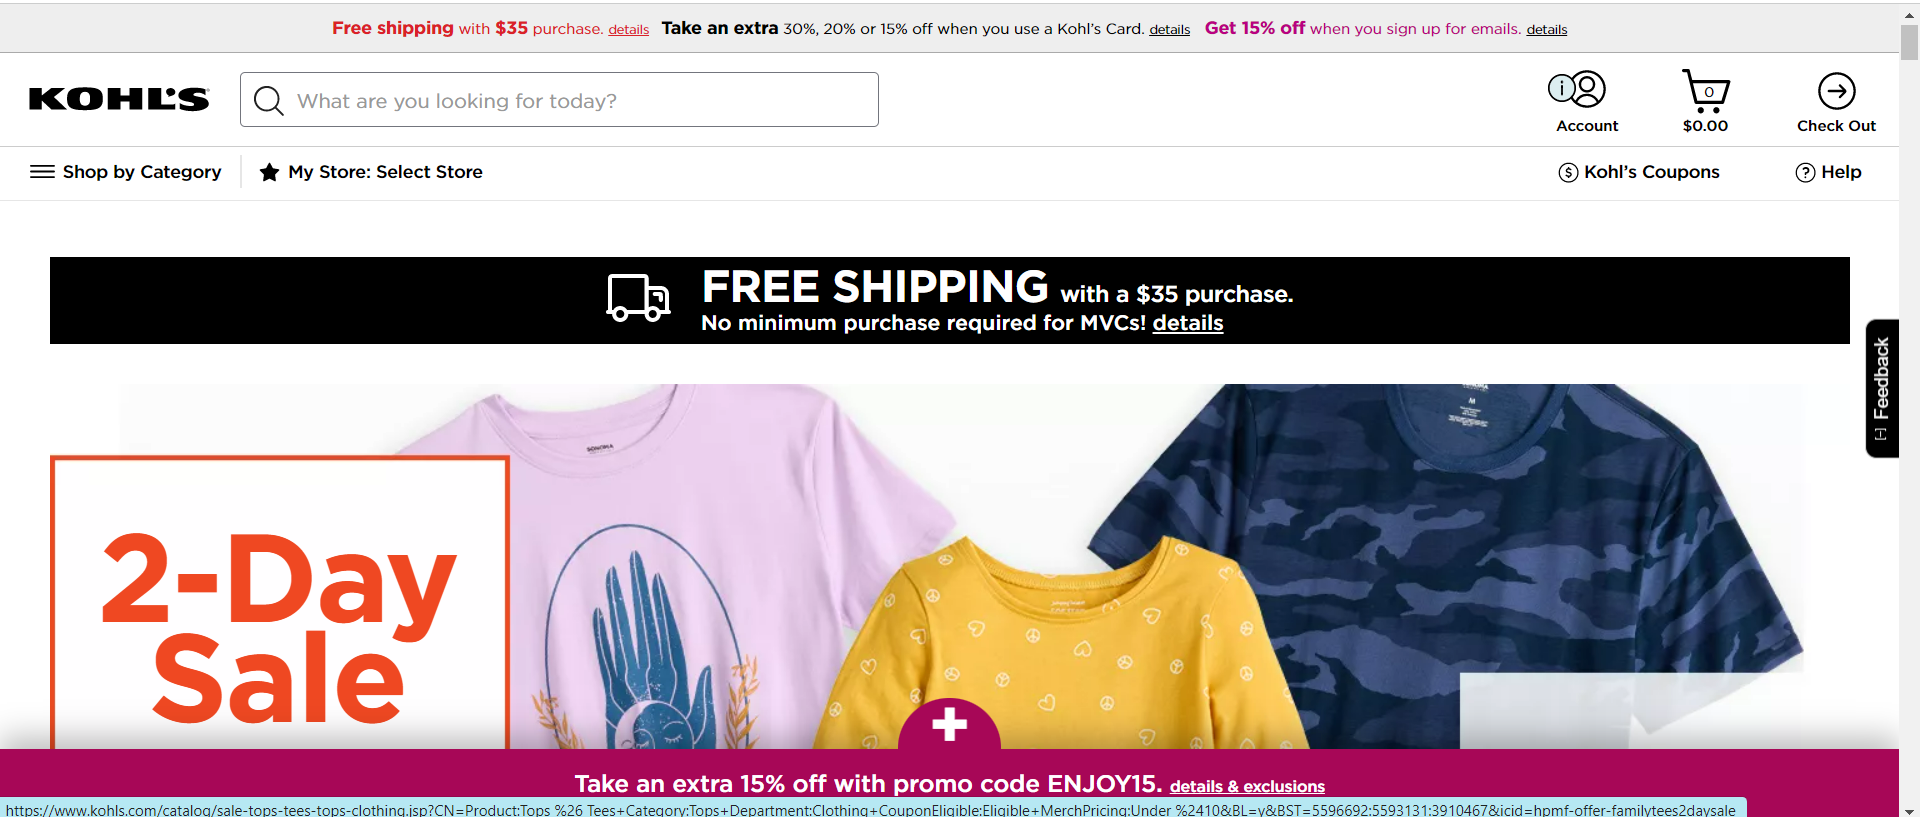 Free shipping with $35 purchase. details Take an extra 30%, 20% or 15% off when you use a Kohl's Card. details Get 15% off when you sign up for emails. details
KOHL'S
What are you looking for today?
i
0
Account
$0.00
Check Out
Shop by Category
My Store: Select Store
$ Kohl's Coupons
? Help
FREE SHIPPING with a $35 purchase.
No minimum purchase required for MVCs! details
[-] Feedback
SONOMA
M
2-Day
Sale
Take an extra 15% off with promo code ENJOY15. details & exclusions
https://www.kohls.com/catalog/sale-tops-tees-tops-clothing.jsp?CN=Product:Tops %26 Tees+Category:Tops+Department:Clothing+CouponEligible:Eligible+MerchPricing:Under %2410&BL=y&BST=5596692:5593131:3910467&icid=hpmf-offer-familytees2daysale